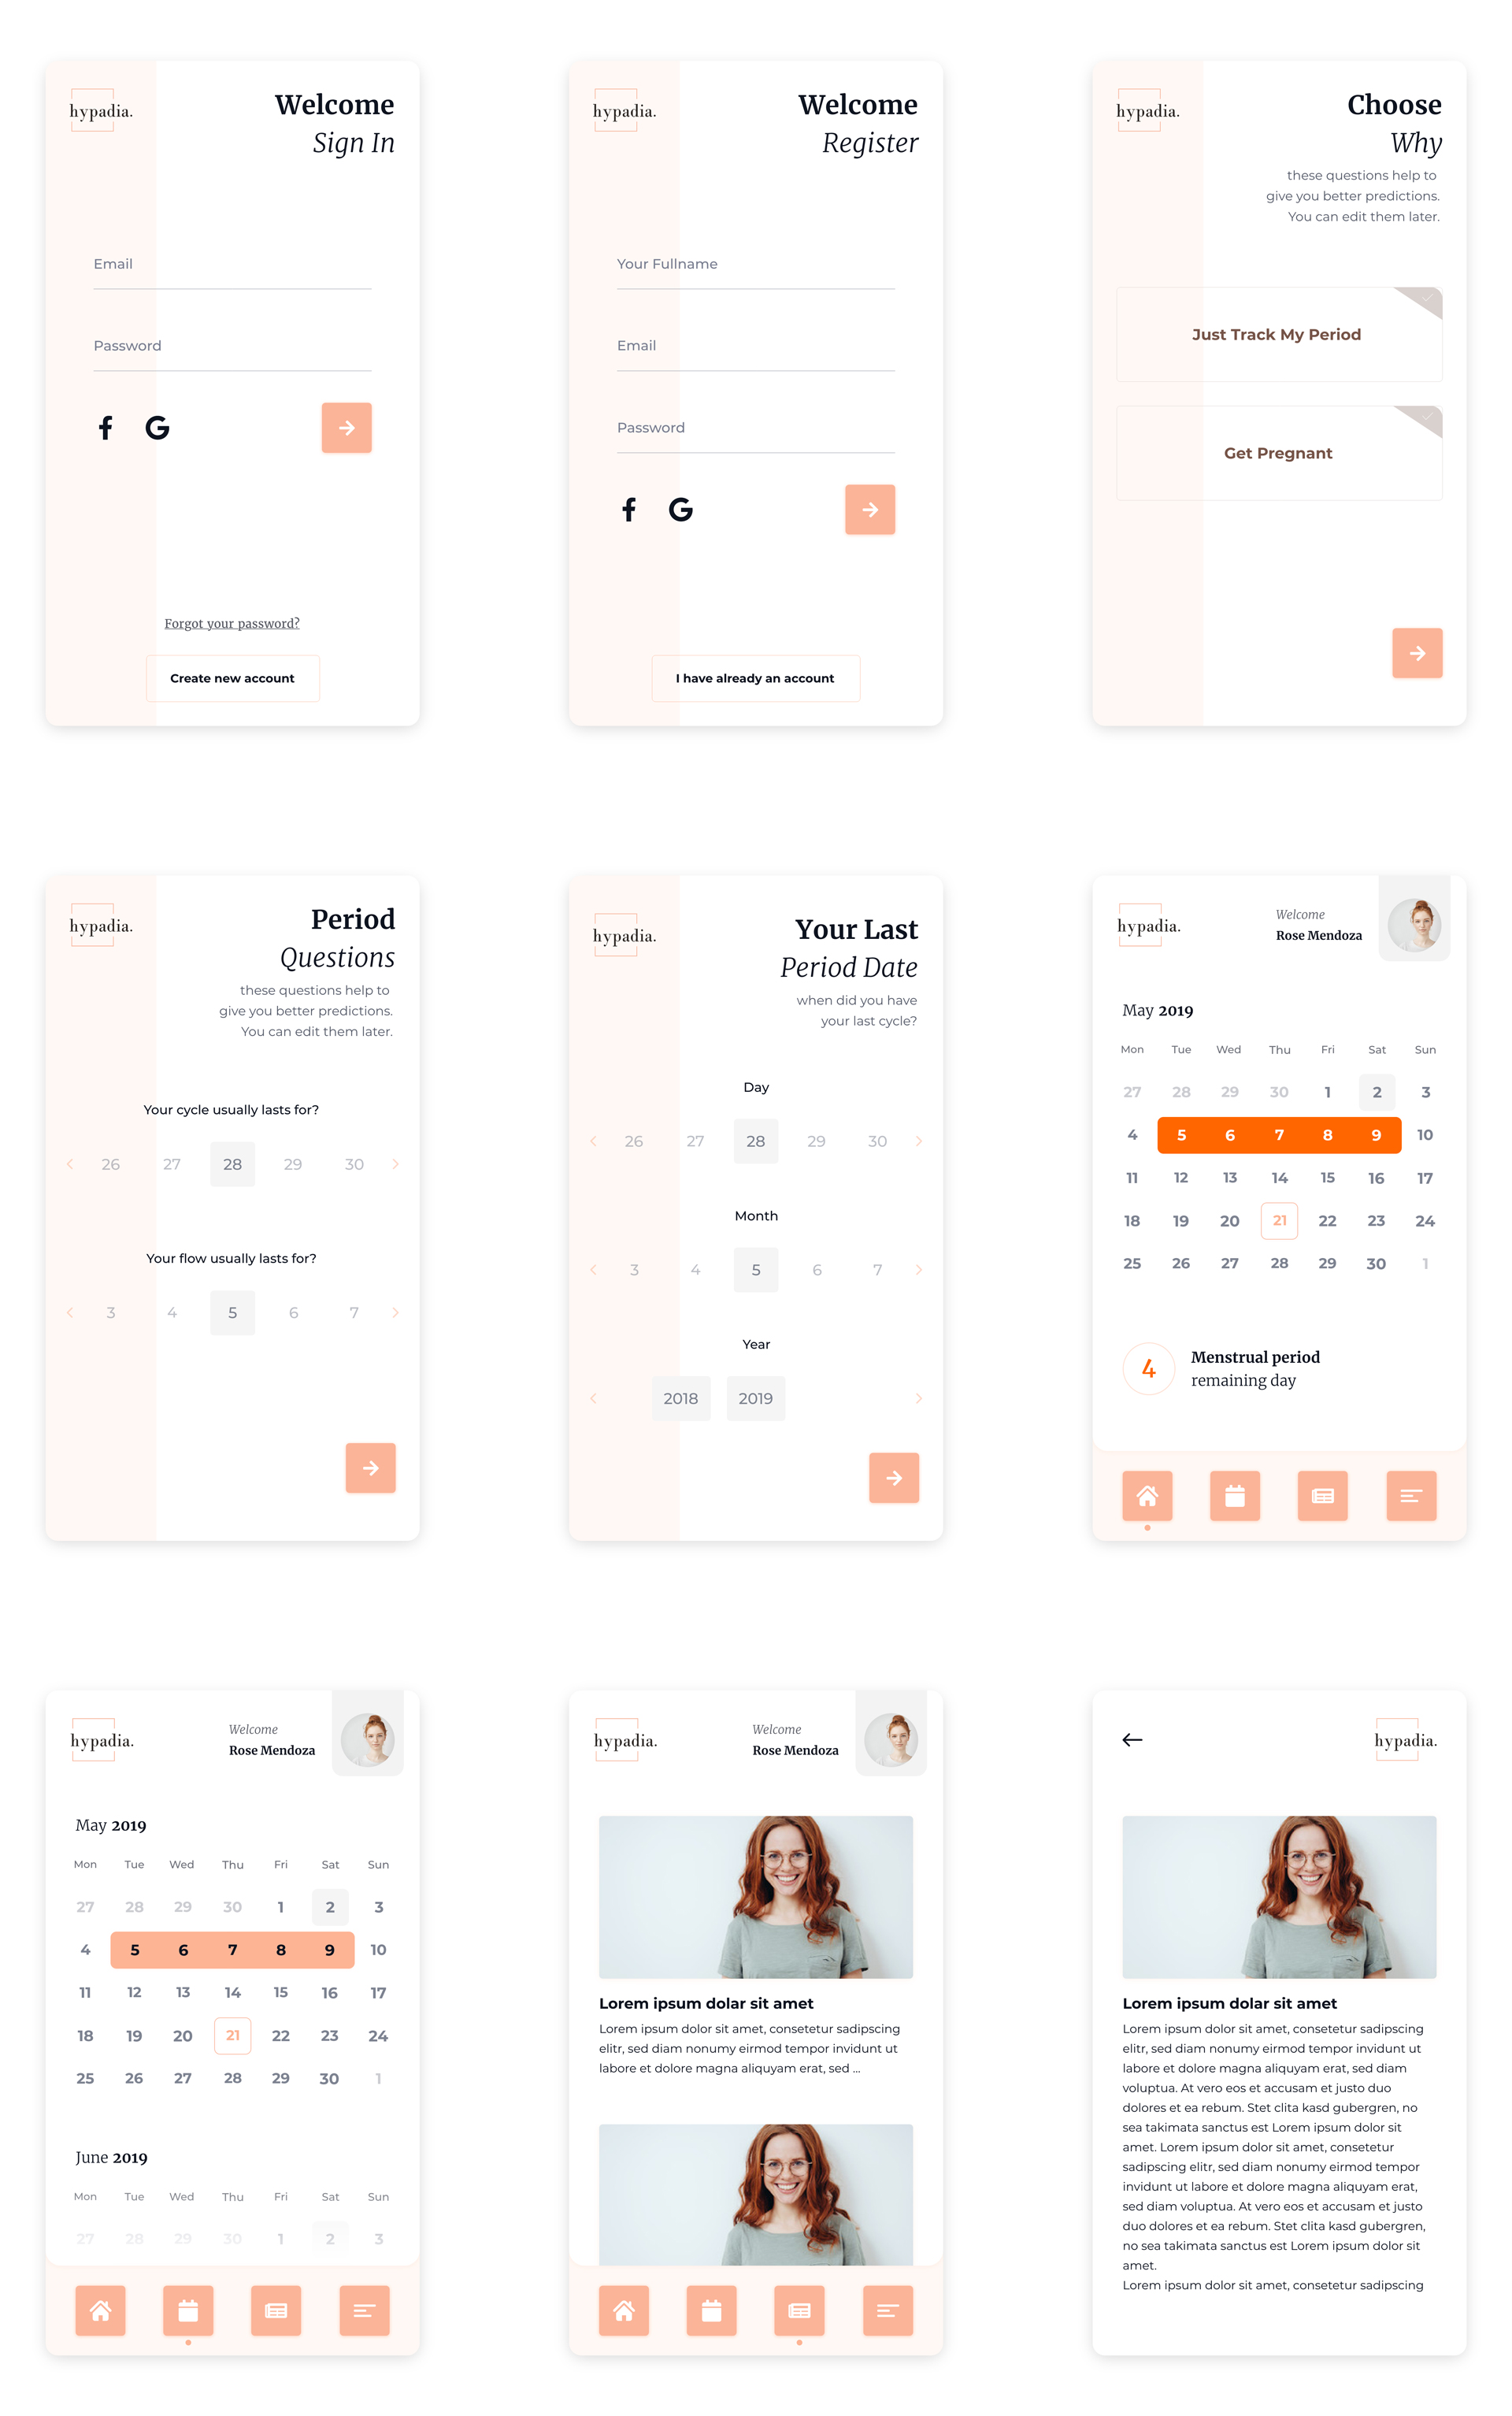 hypadia.
Welcome
Sign In
Email
Password
Forgot your password?
Create new account
hypadia.
Welcome
Register
Your Fullname
Email
Password
I have already an account
hypadia.
Choose
Why
these questions help to
give you better predictions.
You can edit them later.
Just Track My Period
Get Pregnant
hypadia.
Period
Questions
these questions help to
give you better predictions.
You can edit them later.
Your cycle usually lasts for?
26 27 28 29 30
Your flow usually lasts for?
3 4 5 6 7
hypadia.
Your Last
Period Date
when did you have
your last cycle?
Day
26 27 28 29 30
Month
3 4 5 6 7
Year
2018 2019
hypadia.
Welcome
Rose Mendoza
May 2019
Mon Tue Wed Thu Fri Sat Sun
27 28 29 30 1 2 3
4 5 6 7 8 9 10
11 12 13 14 15 16 17
18 19 20 21 22 23 24
25 26 27 28 29 30 1
4
Menstrual period
remaining day
hypadia.
Welcome
Rose Mendoza
May 2019
Mon Tue Wed Thu Fri Sat Sun
27 28 29 30 1 2 3
4 5 6 7 8 9 10
11 12 13 14 15 16 17
18 19 20 21 22 23 24
25 26 27 28 29 30 1
June 2019
Mon Tue Wed Thu Fri Sat Sun
27 28 29 30 1 2 3
hypadia.
Welcome
Rose Mendoza
Lorem ipsum dolar sit amet
Lorem ipsum dolor sit amet, consetetur sadipscing
elitr, sed diam nonumy eirmod tempor invidunt ut
labore et dolore magna aliquyam erat, sed ...
hypadia.
Lorem ipsum dolar sit amet
Lorem ipsum dolor sit amet, consetetur sadipscing
elitr, sed diam nonumy eirmod tempor invidunt ut
labore et dolore magna aliquyam erat, sed diam
voluptua. At vero eos et accusam et justo duo
dolores et ea rebum. Stet clita kasd gubergren, no
sea takimata sanctus est Lorem ipsum dolor sit
amet. Lorem ipsum dolor sit amet, consetetur
sadipscing elitr, sed diam nonumy eirmod tempor
invidunt ut labore et dolore magna aliquyam erat,
sed diam voluptua. At vero eos et accusam et justo
duo dolores et ea rebum. Stet clita kasd gubergren,
no sea takimata sanctus est Lorem ipsum dolor sit
amet.
Lorem ipsum dolor sit amet, consetetur sadipscing